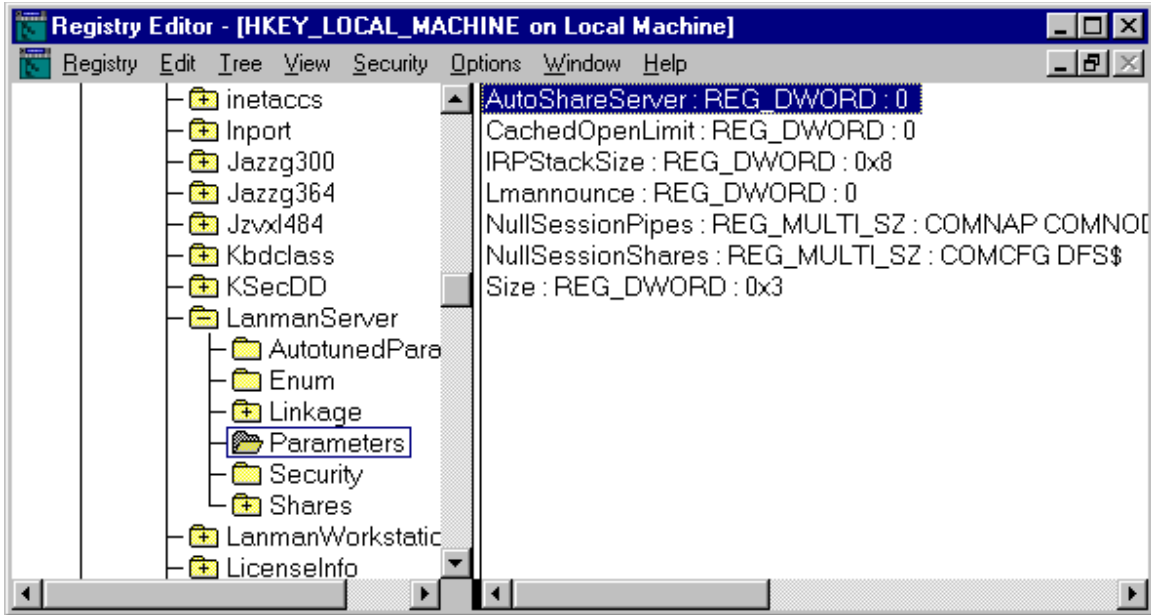 Registry Editor - [HKEY_LOCAL_MACHINE on Local Machine]
Registry Edit Tree View Security Options Window Help
inetaccs
Inport
Jazzg300
Jazzg364
Jzvxl484
Kbdclass
KSecDD
LanmanServer
AutotunedPara
Enum
Linkage
Parameters
Security
Shares
LanmanWorkstatic
LicenseInfo
AutoShareServer : REG_DWORD : 0
CachedOpenLimit : REG_DWORD : 0
IRPStackSize : REG_DWORD : 0x8
Lmannounce : REG_DWORD : 0
NullSessionPipes : REG_MULTI_SZ : COMNAP COMNOD
NullSessionShares : REG_MULTI_SZ : COMCFG DFS$
Size : REG_DWORD : 0x3